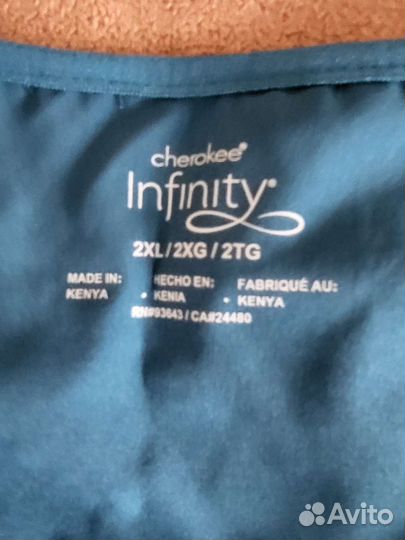 cherokee®
Infinity®
2XL/2XG/2TG
MADE IN: HECHO EN: FABRIQUÉ AU:
KENYA • KENIA • KENYA
RN#93643/CA#24480
Avito